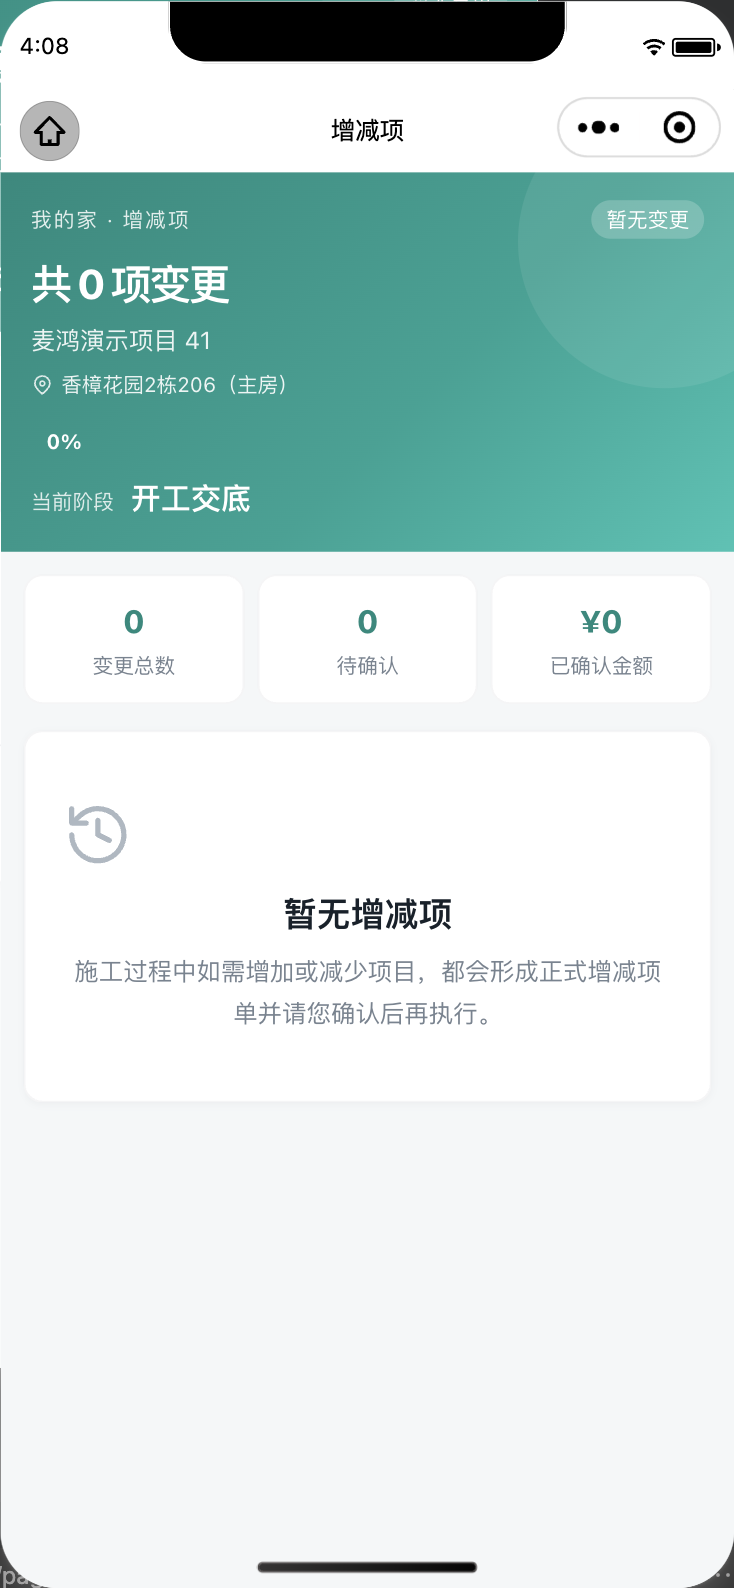 4:08
增减项
我的家 · 增减项
暂无变更
共 0 项变更
麦鸿演示项目 41
香樟花园2栋206（主房）
0%
当前阶段 开工交底
0
变更总数
0
待确认
¥0
已确认金额
暂无增减项
施工过程中如需增加或减少项目，都会形成正式增减项
单并请您确认后再执行。